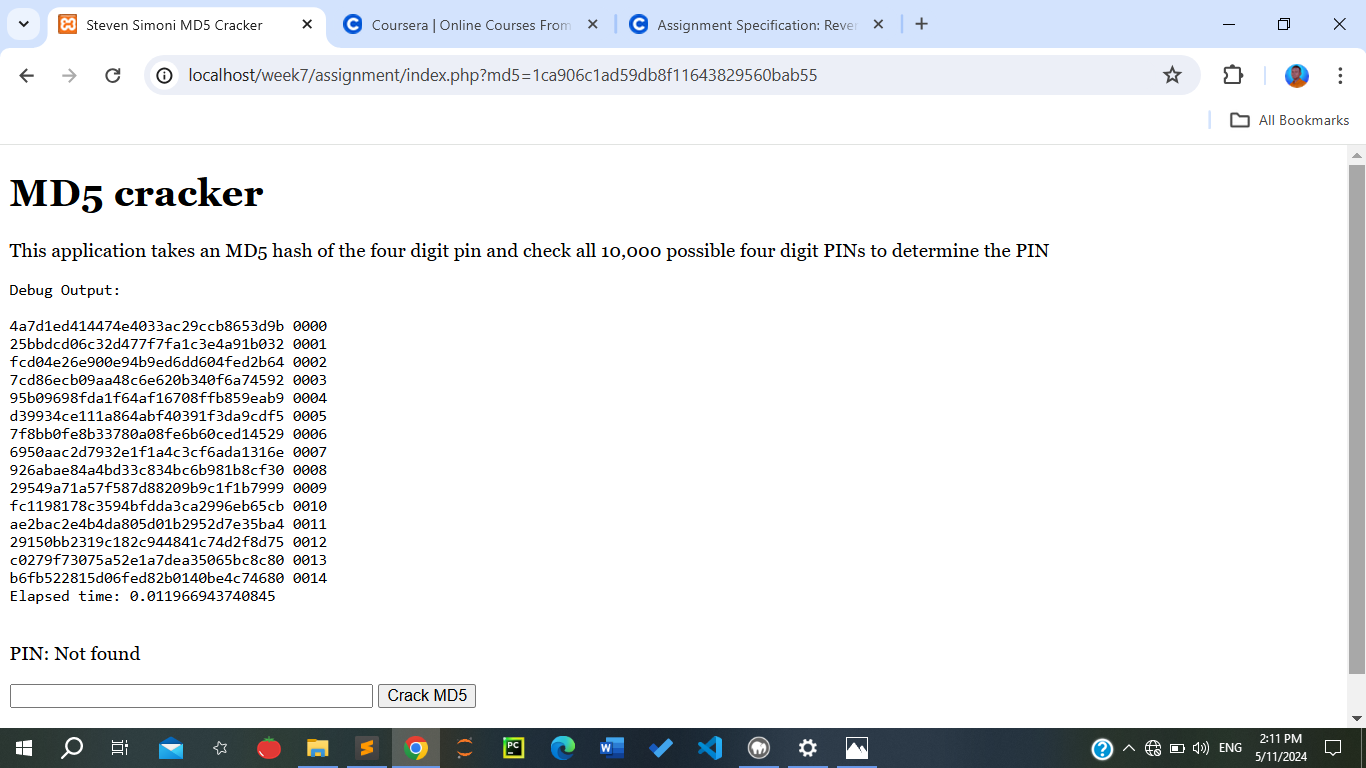 Steven Simoni MD5 Cracker
Coursera | Online Courses From
Assignment Specification: Rever
localhost/week7/assignment/index.php?md5=1ca906c1ad59db8f11643829560bab55
All Bookmarks
MD5 cracker
This application takes an MD5 hash of the four digit pin and check all 10,000 possible four digit PINs to determine the PIN
Debug Output:
4a7d1ed414474e4033ac29ccb8653d9b 0000
25bbdcd06c32d477f7fa1c3e4a91b032 0001
fcd04e26e900e94b9ed6dd604fed2b64 0002
7cd86ecb09aa48c6e620b340f6a74592 0003
95b09698fda1f64af16708ffb859eab9 0004
d39934ce111a864abf40391f3da9cdf5 0005
7f8bb0fe8b33780a08fe6b60ced14529 0006
6950aac2d7932e1f1a4c3cf6ada1316e 0007
926abae84a4bd33c834bc6b981b8cf30 0008
29549a71a57f587d88209b9c1f1b7999 0009
fc1198178c3594bfdda3ca2996eb65cb 0010
ae2bac2e4b4da805d01b2952d7e35ba4 0011
29150bb2319c182c944841c74d2f8d75 0012
c0279f73075a52e1a7dea35065bc8c80 0013
b6fb522815d06fed82b0140be4c74680 0014
Elapsed time: 0.011966943740845
PIN: Not found
Crack MD5
ENG
2:11 PM
5/11/2024